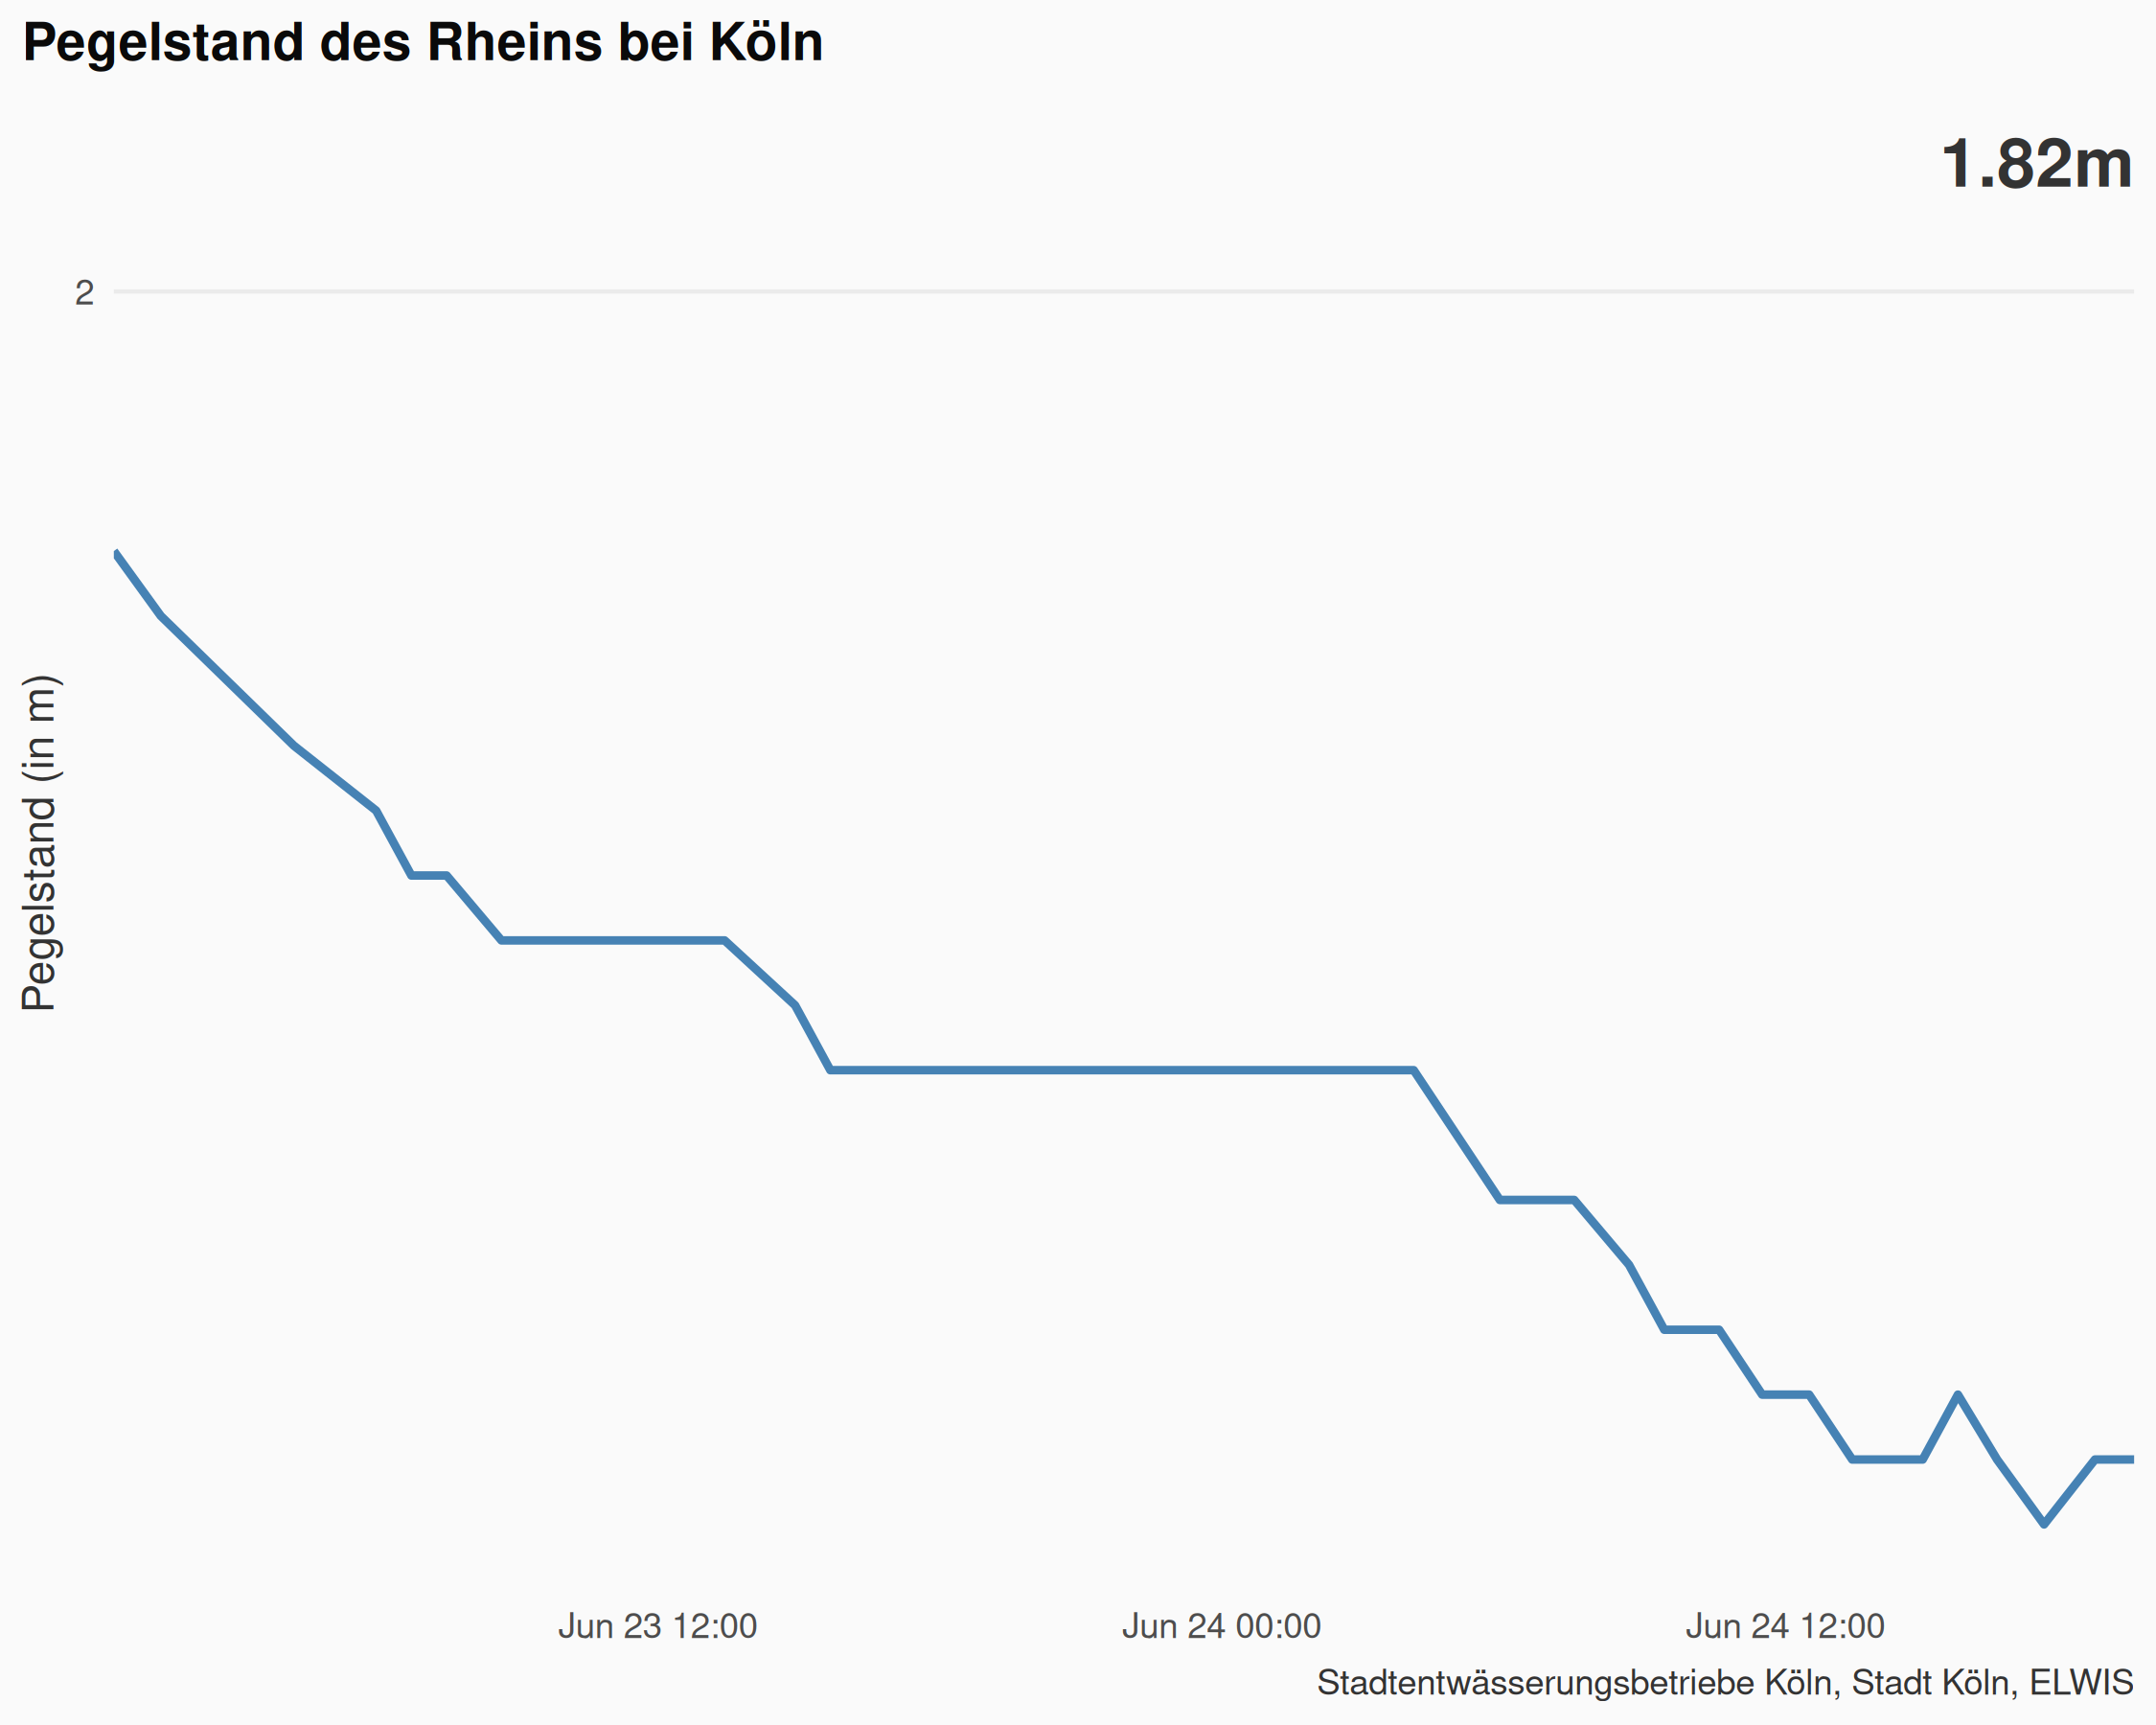 Pegelstand des Rheins bei Köln
1.82m
2
Pegelstand (in m)
Jun 23 12:00
Jun 24 00:00
Jun 24 12:00
Stadtentwässerungsbetriebe Köln, Stadt Köln, ELWIS